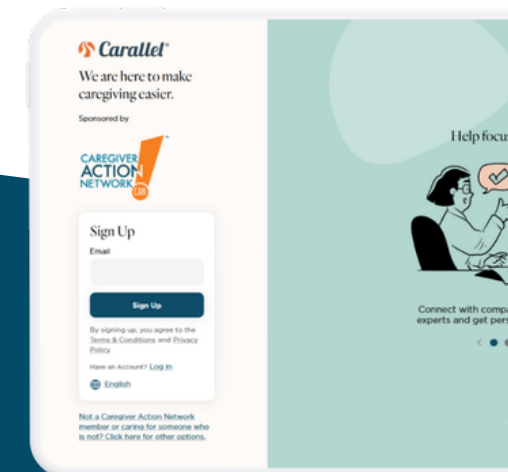 Carallel
We are here to make
caregiving easier.
Sponsored by
CAREGIVER
ACTION
NETWORK
CAN
Sign Up
Email
Sign Up
By signing up, you agree to the
Terms & Conditions and Privacy
Policy
Have an Account? Log in
English
Not a Caregiver Action Network
member or caring for someone who
is not? Click here for other options.
Help focu
Connect with comp
experts and get per